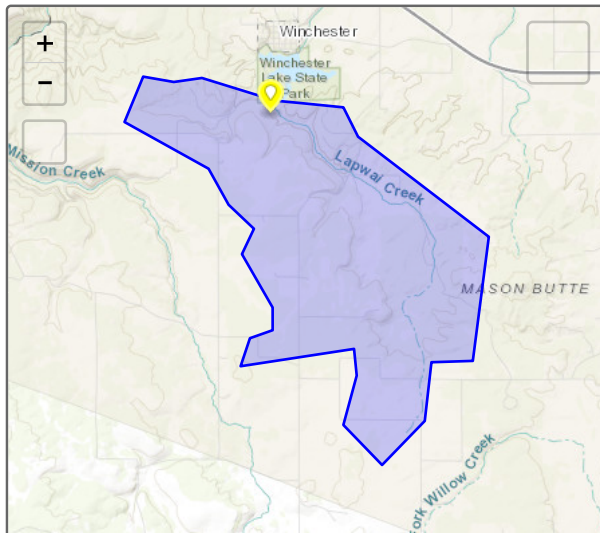 +
−
Winchester
Winchester
Lake State
Park
Mission Creek
Lapwai Creek
MASON BUTTE
Willow Creek